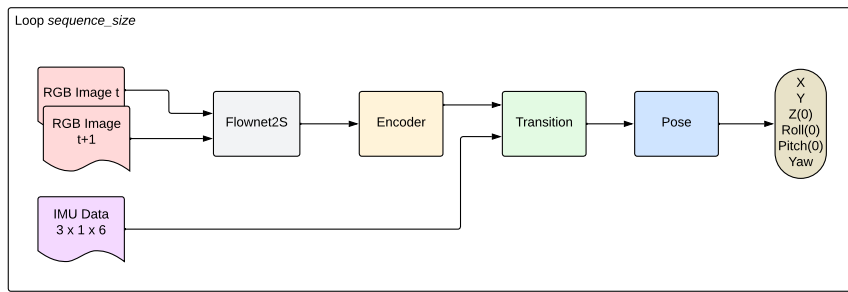 Loop sequence_size
RGB Image t
RGB Image
t+1
Flownet2S
Encoder
Transition
Pose
X
Y
Z(0)
Roll(0)
Pitch(0)
Yaw
IMU Data
3 x 1 x 6